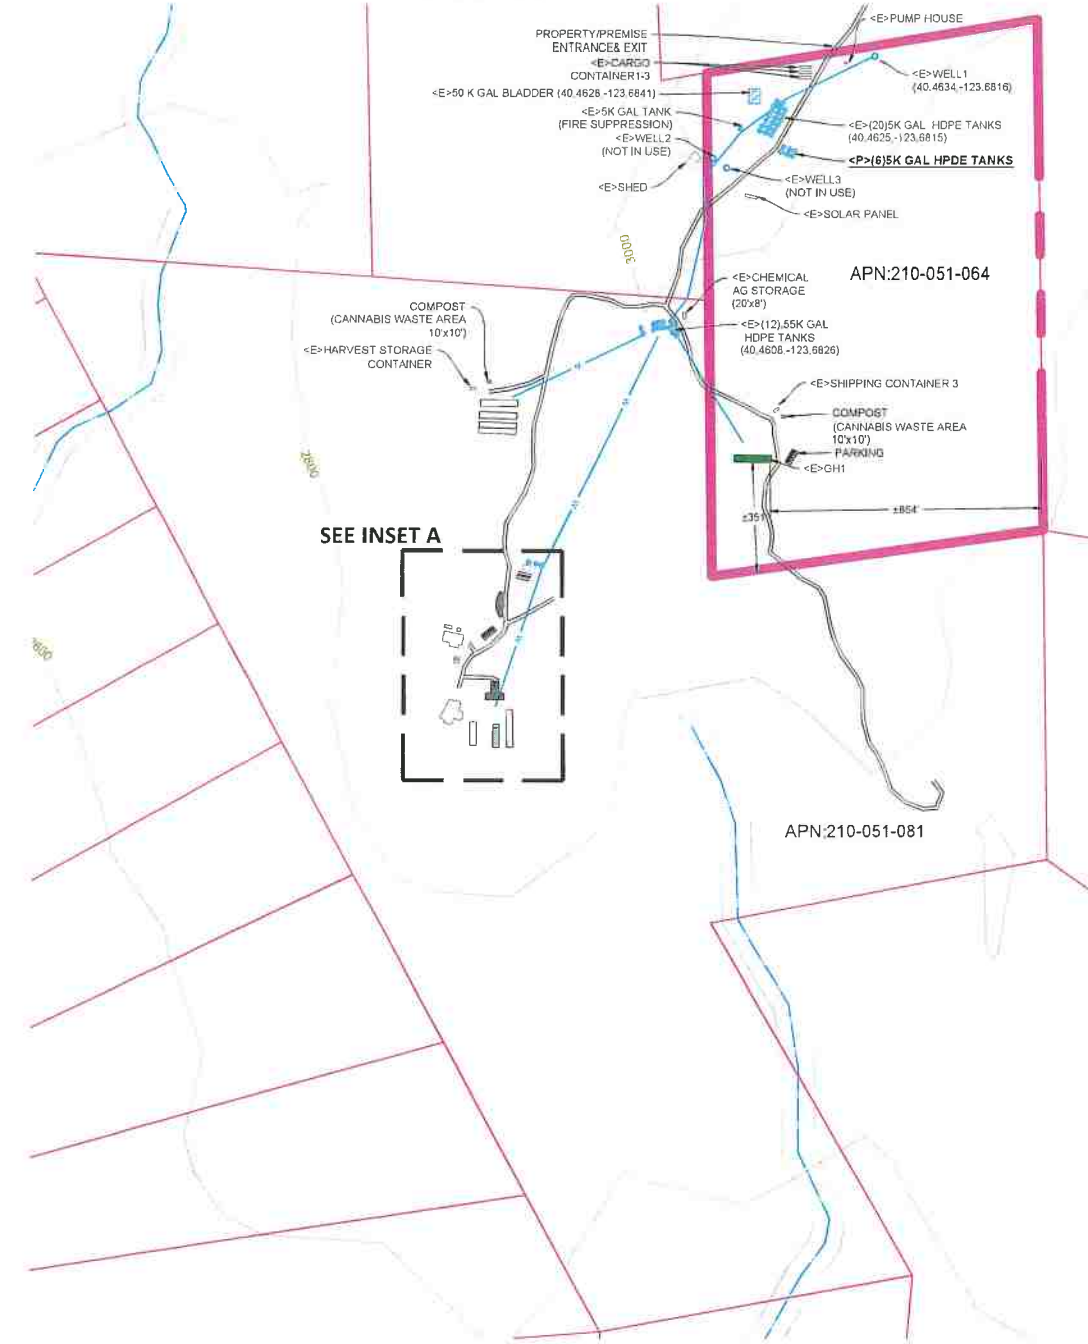 <E>PUMP HOUSE
PROPERTY/PREMISE
ENTRANCE& EXIT
<E>CARGO
CONTAINER1-3
<E>50 K GAL BLADDER (40.4628,-123.6841)
<E>WELL1
(40.4634,-123.6816)
<E>5K GAL TANK
(FIRE SUPPRESSION)
<E>WELL2
(NOT IN USE)
<E>(20)5K GAL HDPE TANKS
(40.4625,-123.6815)
<P>(6)5K GAL HPDE TANKS
<E>SHED
<E>WELL3
(NOT IN USE)
<E>SOLAR PANEL
3000
APN:210-051-064
<E>CHEMICAL
AG STORAGE
(20'x8')
COMPOST
(CANNABIS WASTE AREA
10'x10')
<E>HARVEST STORAGE
CONTAINER
<E>(12),55K GAL
HDPE TANKS
(40.4608,-123.6826)
<E>SHIPPING CONTAINER 3
COMPOST
(CANNABIS WASTE AREA
10'x10')
PARKING
<E>GH1
2800
±351'
±654'
SEE INSET A
APN:210-051-081